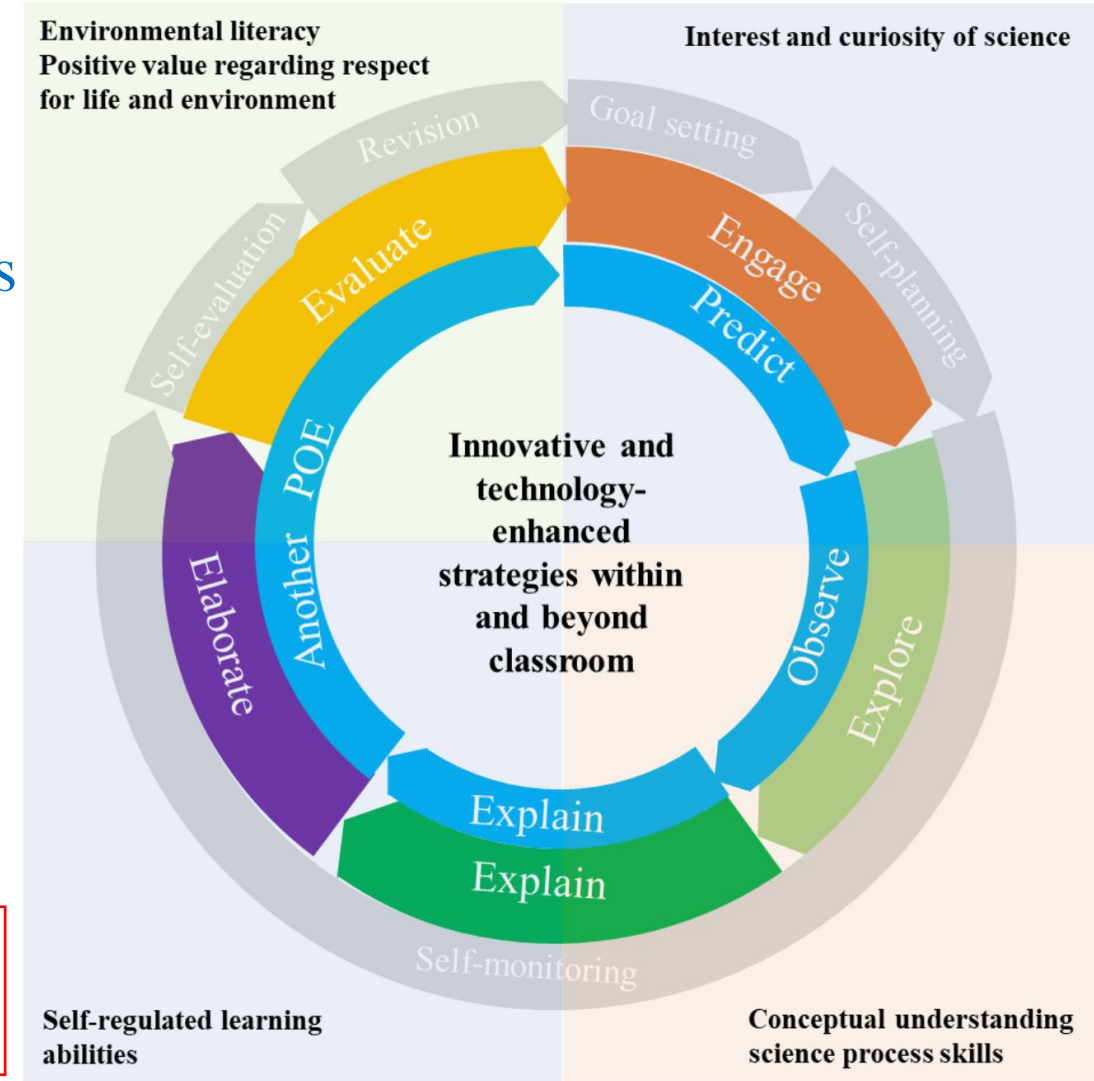 Environmental literacy
Positive value regarding respect
for life and environment
Interest and curiosity of science
Revision
Goal setting
Self-evaluation
Self-planning
Evaluate
Engage
Predict
s
Another POE
Innovative and
technology-
enhanced
strategies within
and beyond
classroom
Observe
Explore
Elaborate
Explain
Explain
Self-monitoring
Self-regulated learning
abilities
Conceptual understanding
science process skills